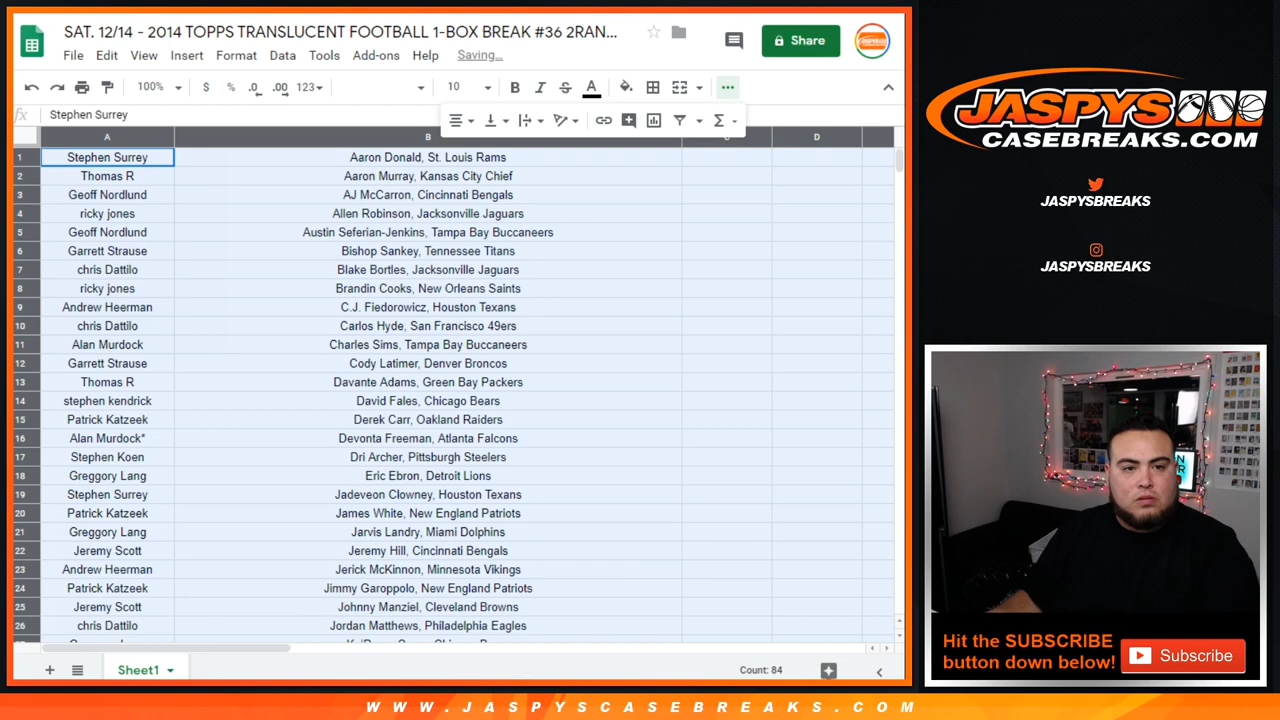 SAT. 12/14 - 2014 TOPPS TRANSLUCENT FOOTBALL 1-BOX BREAK #36 2RAN...
File Edit View Insert Format Data Tools Add-ons Help Saving...
Share
100% $ % .0 .00 123 10 B I S A
fx Stephen Surrey
A B D
1 Stephen Surrey Aaron Donald, St. Louis Rams
2 Thomas R Aaron Murray, Kansas City Chief
3 Geoff Nordlund AJ McCarron, Cincinnati Bengals
4 ricky jones Allen Robinson, Jacksonville Jaguars
5 Geoff Nordlund Austin Seferian-Jenkins, Tampa Bay Buccaneers
6 Garrett Strause Bishop Sankey, Tennessee Titans
7 chris Dattilo Blake Bortles, Jacksonville Jaguars
8 ricky jones Brandin Cooks, New Orleans Saints
9 Andrew Heerman C.J. Fiedorowicz, Houston Texans
10 chris Dattilo Carlos Hyde, San Francisco 49ers
11 Alan Murdock Charles Sims, Tampa Bay Buccaneers
12 Garrett Strause Cody Latimer, Denver Broncos
13 Thomas R Davante Adams, Green Bay Packers
14 stephen kendrick David Fales, Chicago Bears
15 Patrick Katzeek Derek Carr, Oakland Raiders
16 Alan Murdock* Devonta Freeman, Atlanta Falcons
17 Stephen Koen Dri Archer, Pittsburgh Steelers
18 Greggory Lang Eric Ebron, Detroit Lions
19 Stephen Surrey Jadeveon Clowney, Houston Texans
20 Patrick Katzeek James White, New England Patriots
21 Greggory Lang Jarvis Landry, Miami Dolphins
22 Jeremy Scott Jeremy Hill, Cincinnati Bengals
23 Andrew Heerman Jerick McKinnon, Minnesota Vikings
24 Patrick Katzeek Jimmy Garoppolo, New England Patriots
25 Jeremy Scott Johnny Manziel, Cleveland Browns
26 chris Dattilo Jordan Matthews, Philadelphia Eagles
Sheet1
Count: 84
JASPYS
CASEBREAKS.COM
JASPYSBREAKS
JASPYSBREAKS
Hit the SUBSCRIBE
button down below!
Subscribe
WWW.JASPYSCASEBREAKS.COM